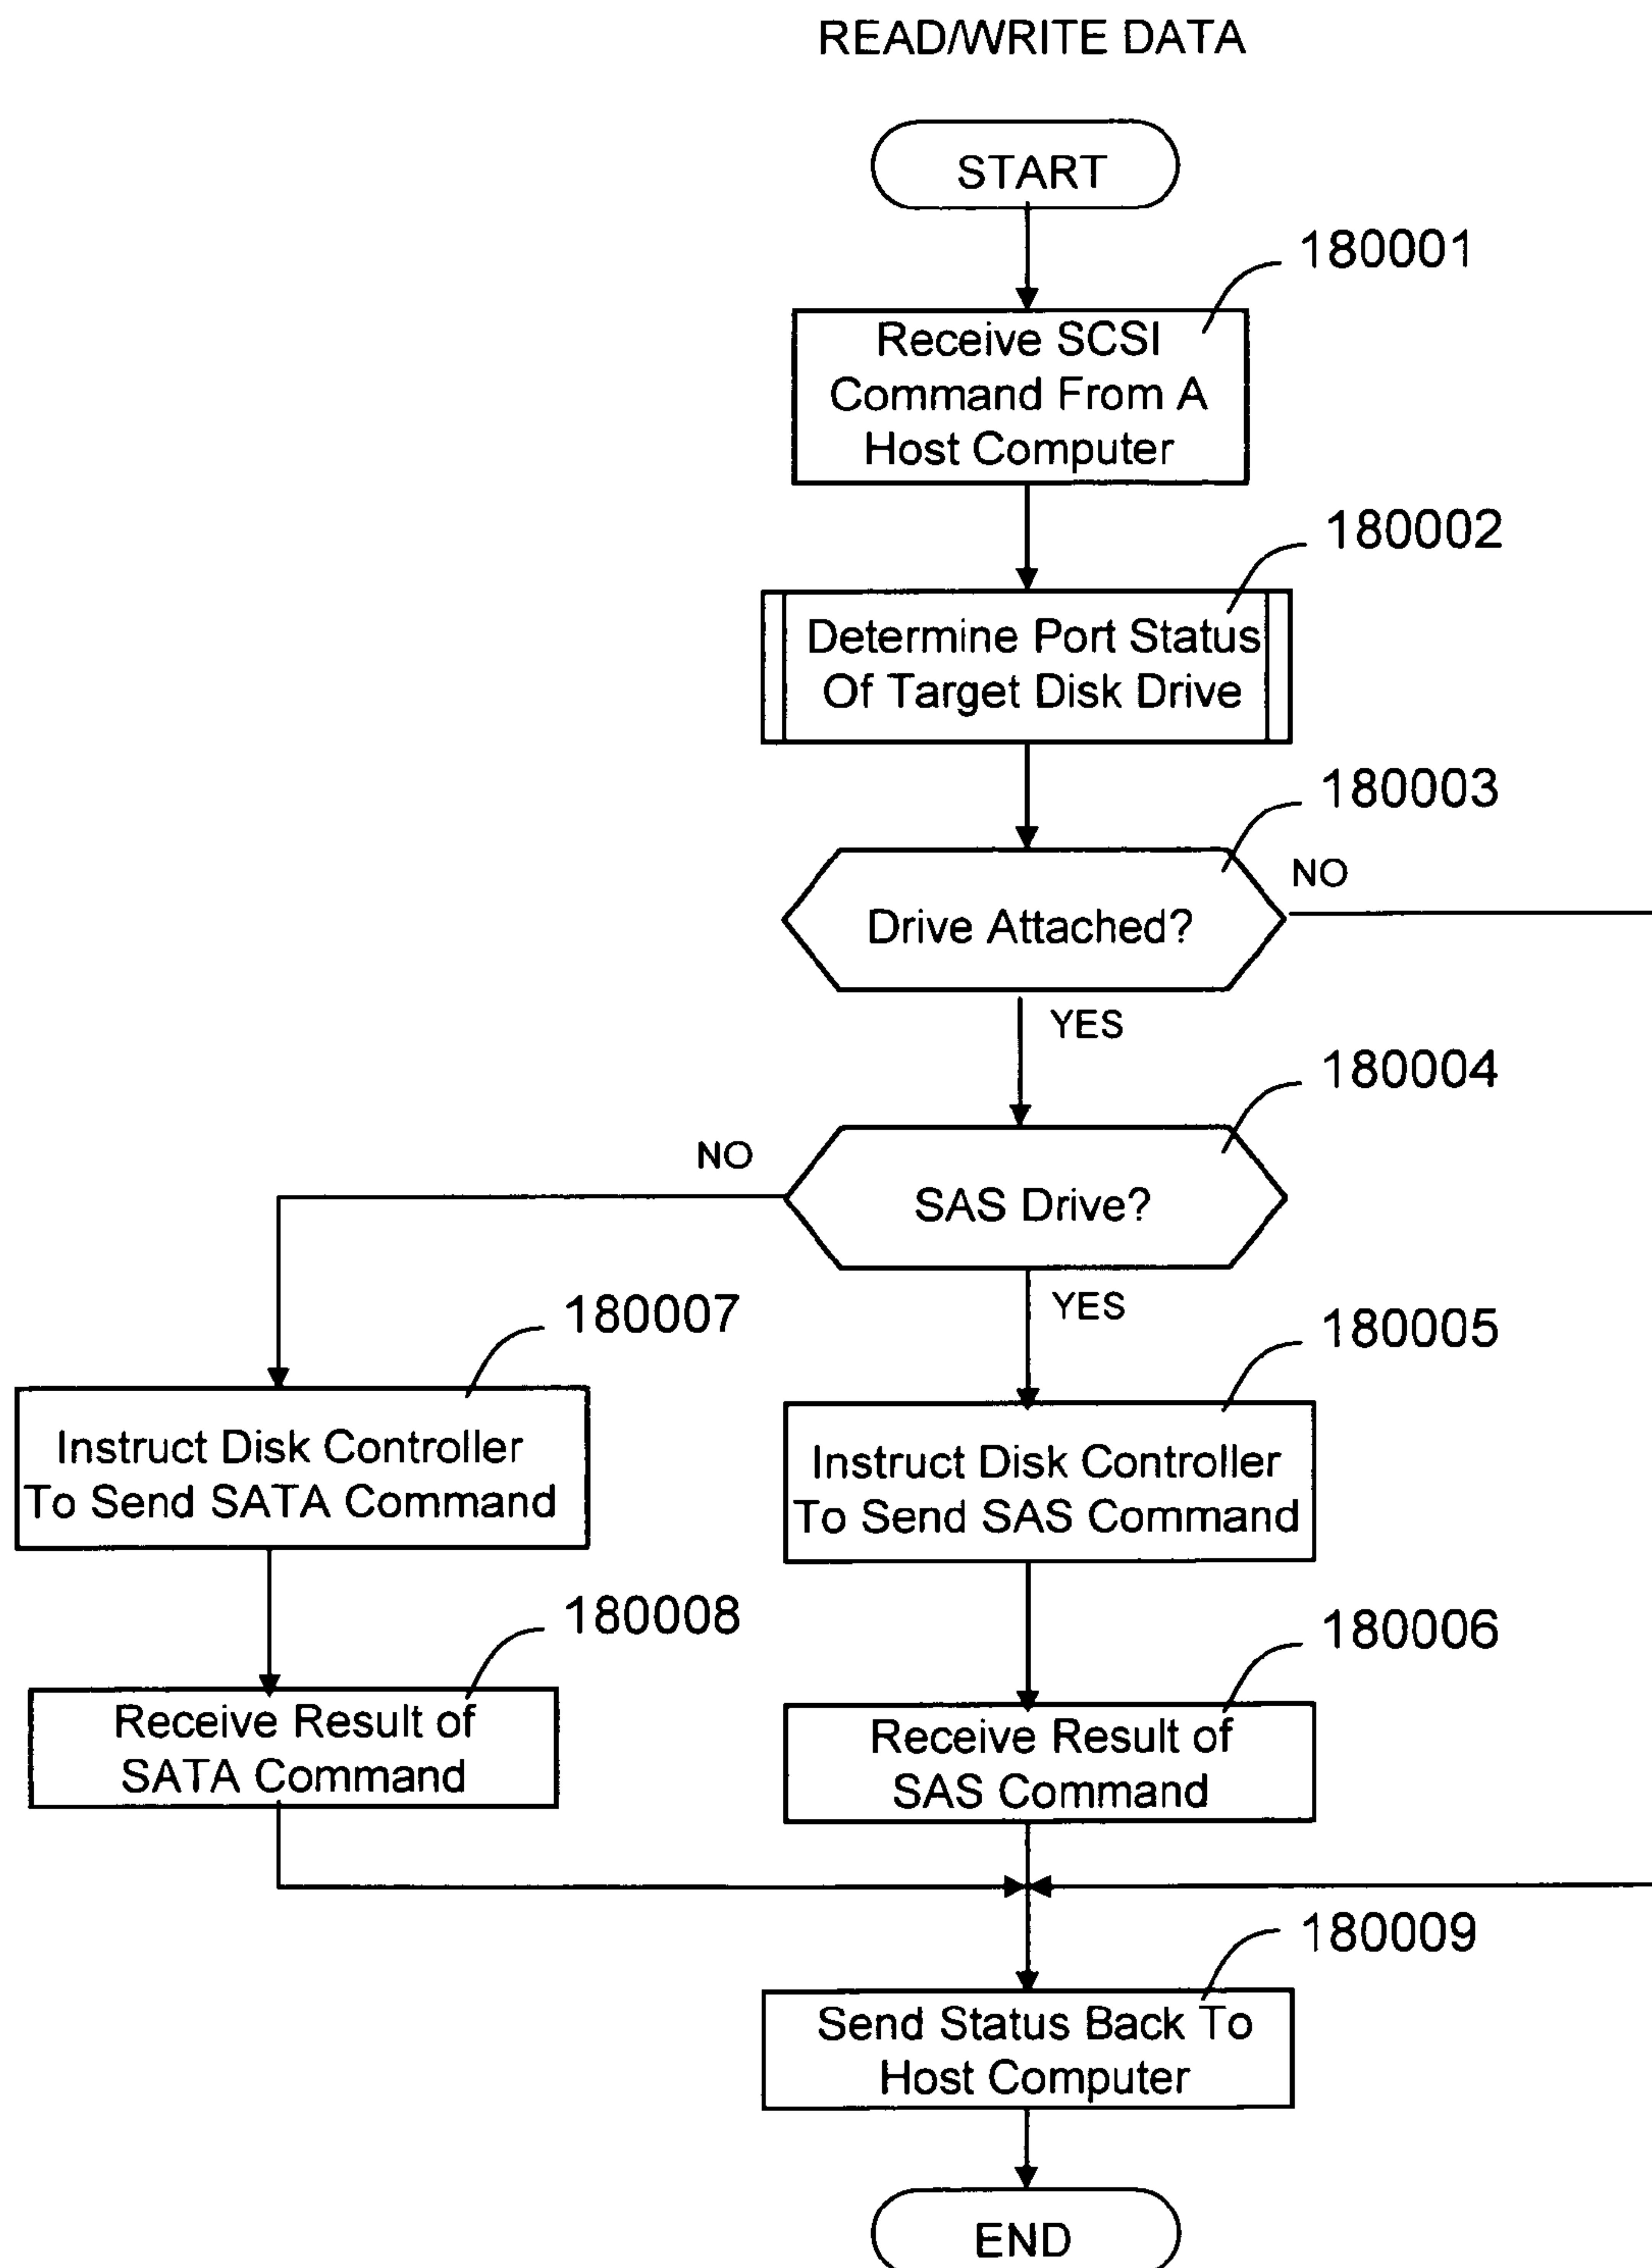 READ/WRITE DATA
START
180001
Receive SCSI
Command From A
Host Computer
180002
Determine Port Status
Of Target Disk Drive
180003
NO
Drive Attached?
YES
180004
NO
SAS Drive?
YES
180007
180005
Instruct Disk Controller
To Send SATA Command
Instruct Disk Controller
To Send SAS Command
180008
180006
Receive Result of
SATA Command
Receive Result of
SAS Command
180009
Send Status Back To
Host Computer
END